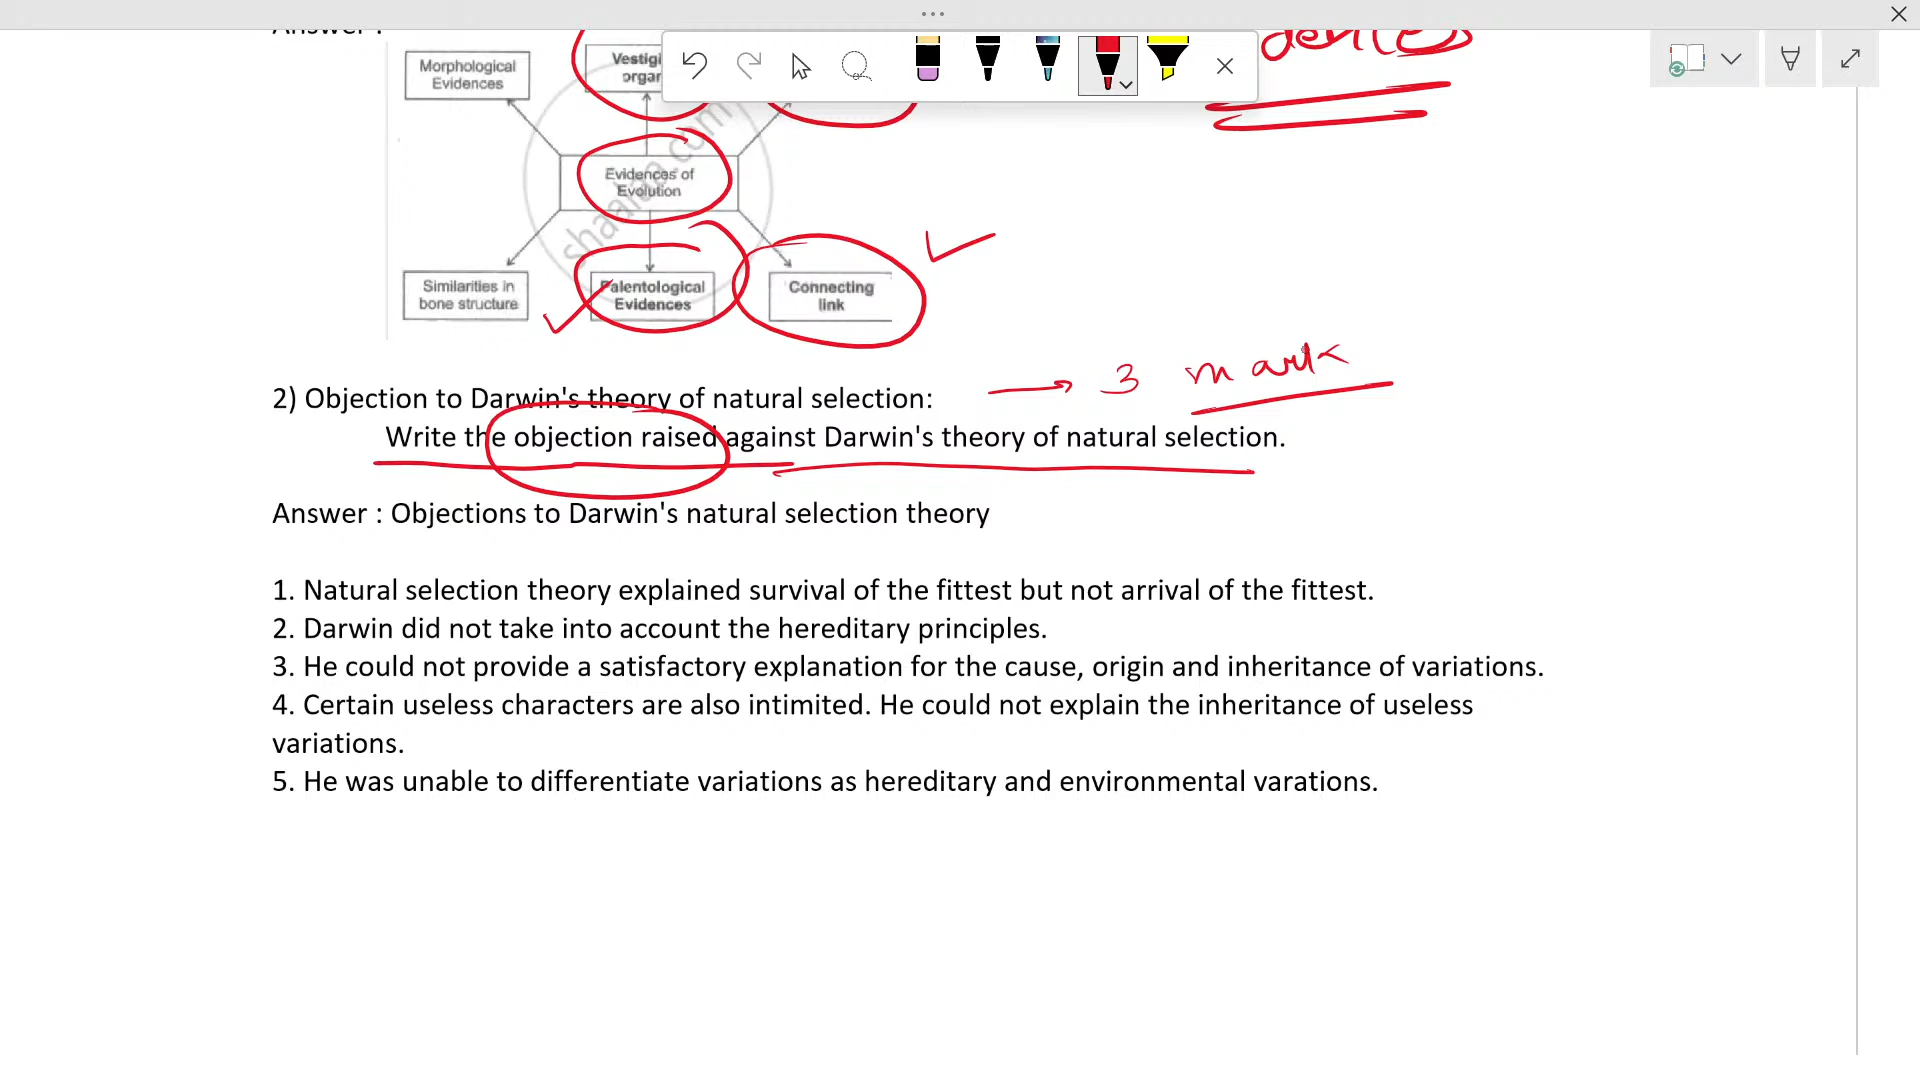 Answer :
Morphological
Evidences
Evidences of
Evolution
Similarities in
bone structure
Palentological
Evidences
Connecting
link
shaalaa.com
3 mark
2) Objection to Darwin's theory of natural selection:
Write the objection raised against Darwin's theory of natural selection.
Answer : Objections to Darwin's natural selection theory
1. Natural selection theory explained survival of the fittest but not arrival of the fittest.
2. Darwin did not take into account the hereditary principles.
3. He could not provide a satisfactory explanation for the cause, origin and inheritance of variations.
4. Certain useless characters are also intimited. He could not explain the inheritance of useless
variations.
5. He was unable to differentiate variations as hereditary and environmental varations.